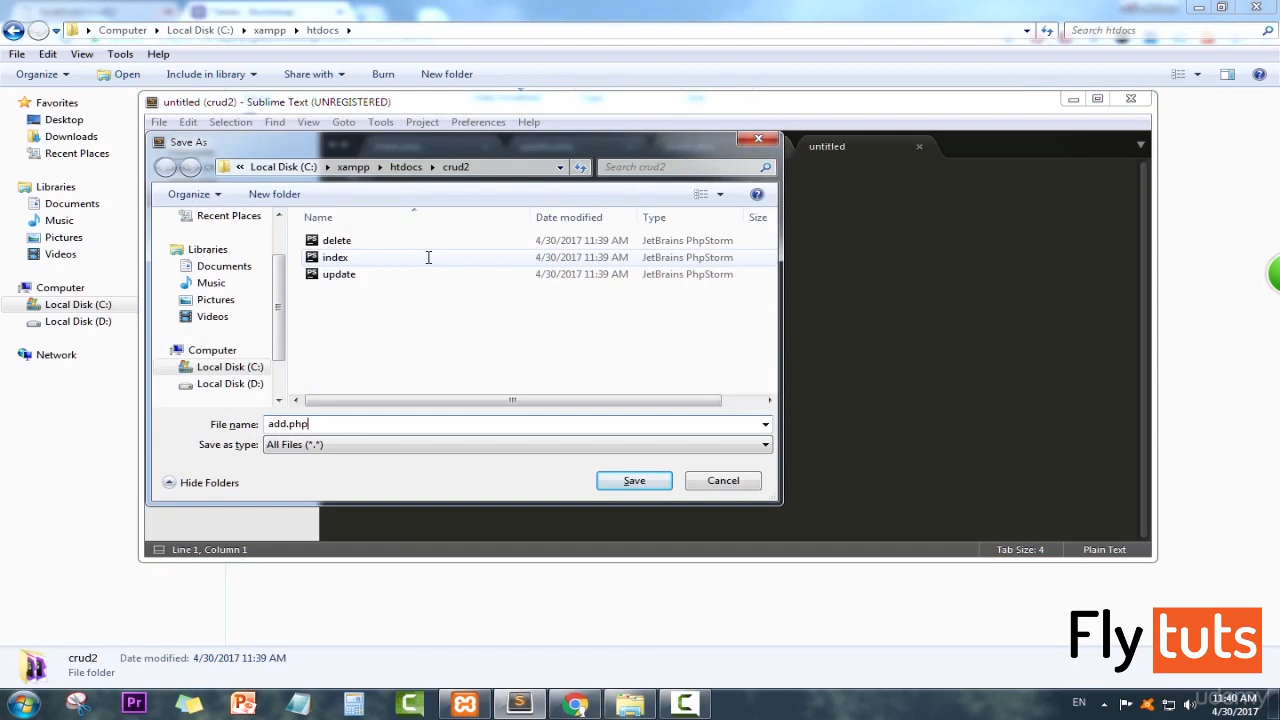 Computer
Local Disk (C:)
xampp
htdocs
Search htdocs
File Edit View Tools Help
Organize Open Include in library Share with Burn New folder
Favorites
Desktop
Downloads
Recent Places
Libraries
Documents
Music
Pictures
Videos
Computer
Local Disk (C:)
Local Disk (D:)
Network
untitled (crud2) - Sublime Text (UNREGISTERED)
File Edit Selection Find View Goto Tools Project Preferences Help
untitled
Save As
« Local Disk (C:) xampp htdocs crud2
Search crud2
Organize New folder
Recent Places
Libraries
Documents
Music
Pictures
Videos
Computer
Local Disk (C:)
Local Disk (D:)
Name Date modified Type Size
delete 4/30/2017 11:39 AM JetBrains PhpStorm
index 4/30/2017 11:39 AM JetBrains PhpStorm
update 4/30/2017 11:39 AM JetBrains PhpStorm
File name: add.php
Save as type: All Files (*.*)
Hide Folders Save Cancel
Line 1, Column 1 Tab Size: 4 Plain Text
crud2 Date modified: 4/30/2017 11:39 AM
File folder
Fly tuts
Pr
EN
11:40 AM
4/30/2017
udemy